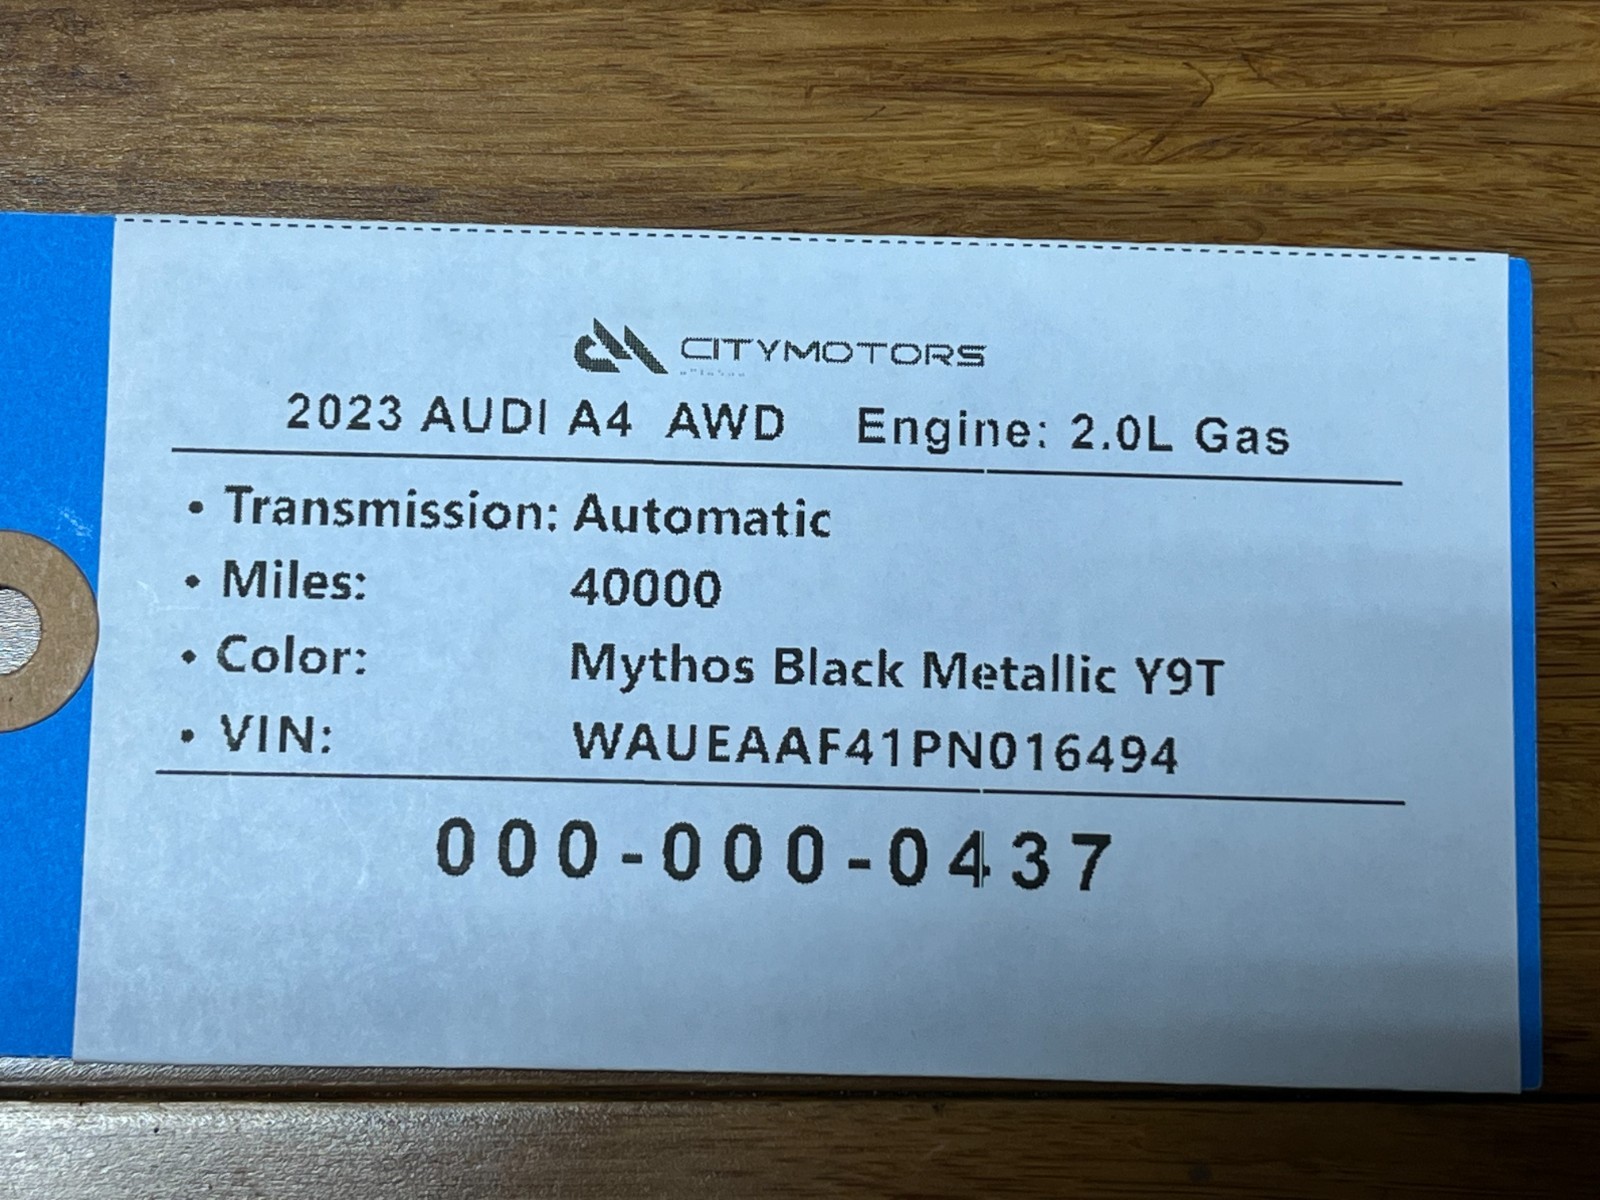 CITYMOTORS
2023 AUDI A4 AWD Engine: 2.0L Gas
• Transmission: Automatic
• Miles: 40000
• Color: Mythos Black Metallic Y9T
• VIN: WAUEAAF41PN016494
000-000-0437